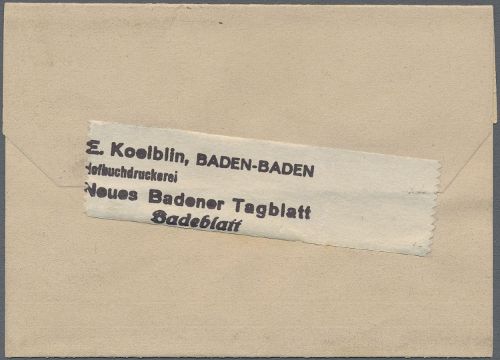 E. Koelblin, BADEN-BADEN
Hofbuchdruckerei
Neues Badener Tagblatt
Badeblatt